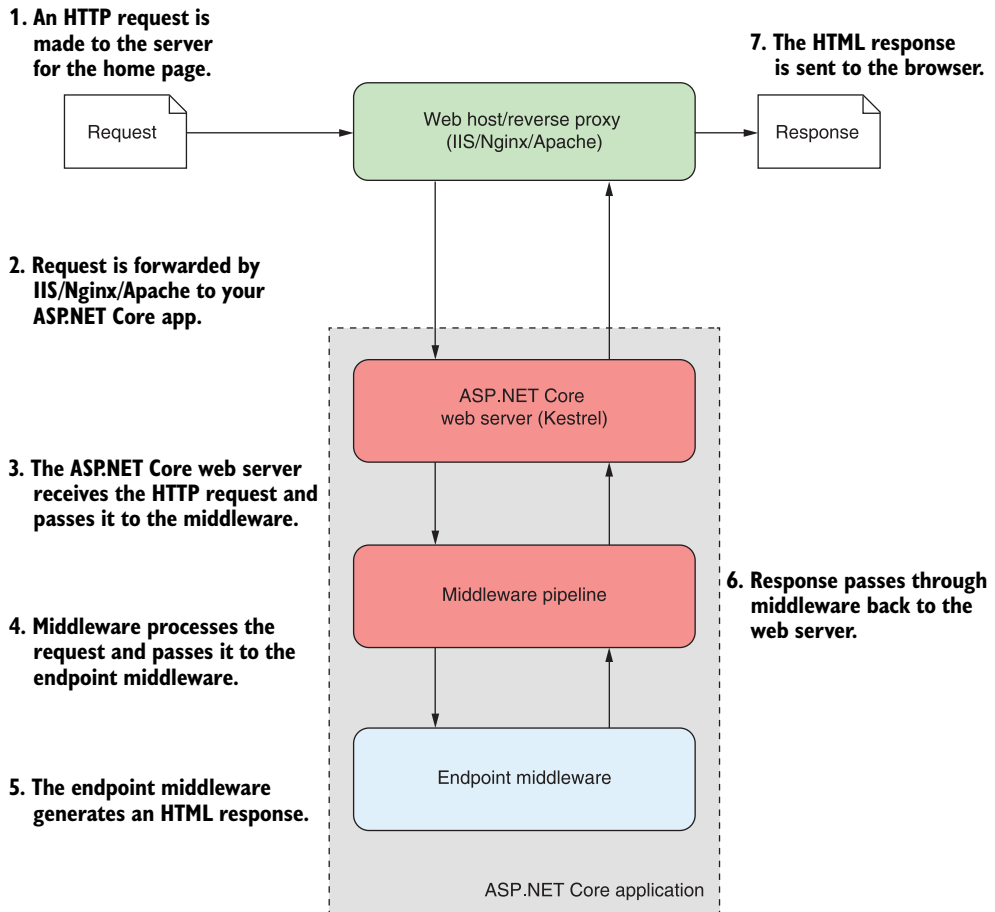 1. An HTTP request is
made to the server
for the home page.
7. The HTML response
is sent to the browser.
Request
Web host/reverse proxy
(IIS/Nginx/Apache)
Response
2. Request is forwarded by
IIS/Nginx/Apache to your
ASP.NET Core app.
ASP.NET Core
web server (Kestrel)
3. The ASP.NET Core web server
receives the HTTP request and
passes it to the middleware.
Middleware pipeline
6. Response passes through
middleware back to the
web server.
4. Middleware processes the
request and passes it to the
endpoint middleware.
Endpoint middleware
5. The endpoint middleware
generates an HTML response.
ASP.NET Core application